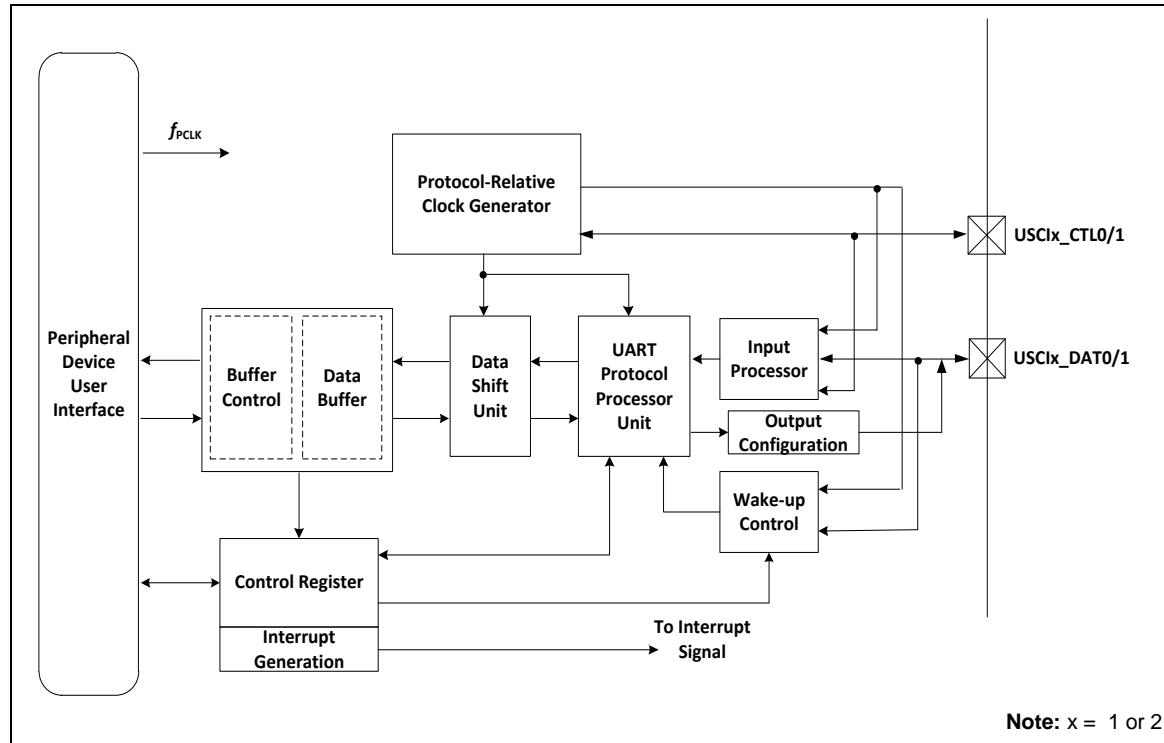 fPCLK
Protocol-Relative
Clock Generator
USCIx_CTL0/1
Peripheral
Device
User
Interface
Buffer
Control
Data
Buffer
Data
Shift
Unit
UART
Protocol
Processor
Unit
Input
Processor
USCIx_DAT0/1
Output
Configuration
Wake-up
Control
Control Register
Interrupt
Generation
To Interrupt
Signal
Note: x = 1 or 2